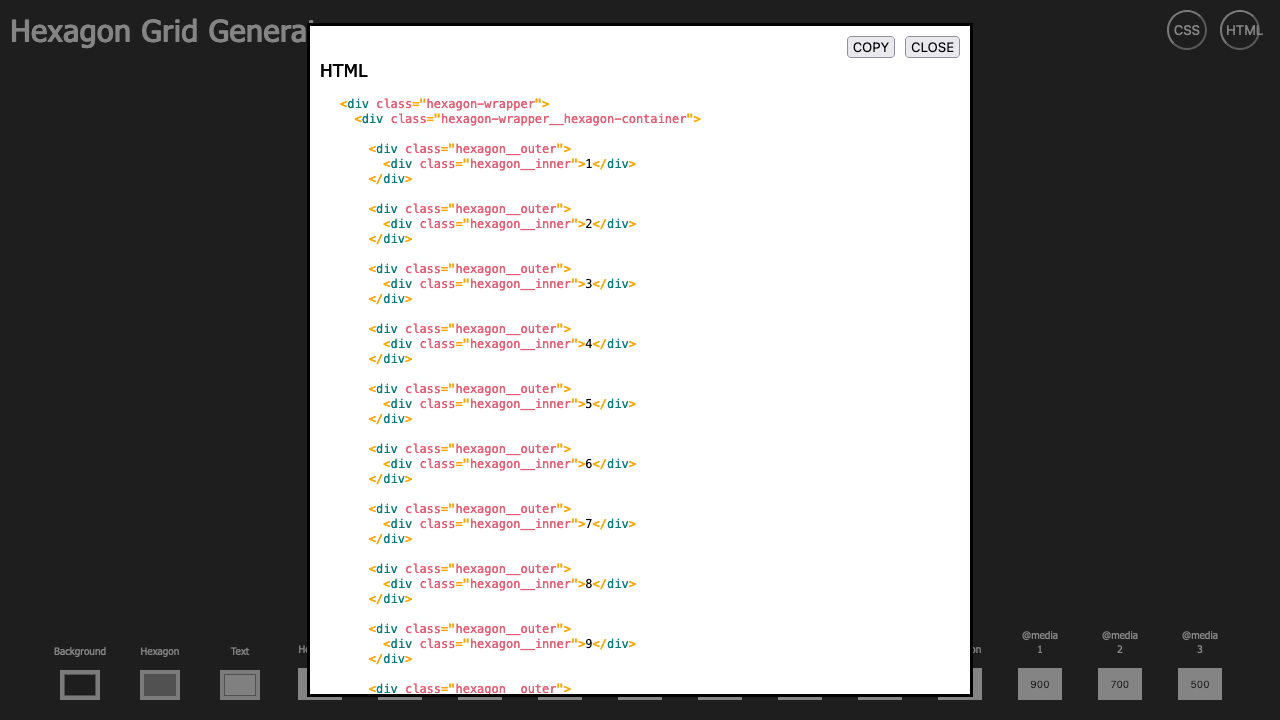 Hexagon Grid Genera
CSS
HTML
COPY
CLOSE
HTML
<div class="hexagon-wrapper">
<div class="hexagon-wrapper__hexagon-container">
<div class="hexagon__outer">
<div class="hexagon__inner">1</div>
</div>
<div class="hexagon__outer">
<div class="hexagon__inner">2</div>
</div>
<div class="hexagon__outer">
<div class="hexagon__inner">3</div>
</div>
<div class="hexagon__outer">
<div class="hexagon__inner">4</div>
</div>
<div class="hexagon__outer">
<div class="hexagon__inner">5</div>
</div>
<div class="hexagon__outer">
<div class="hexagon__inner">6</div>
</div>
<div class="hexagon__outer">
<div class="hexagon__inner">7</div>
</div>
<div class="hexagon__outer">
<div class="hexagon__inner">8</div>
</div>
<div class="hexagon__outer">
<div class="hexagon__inner">9</div>
</div>
<div class="hexagon__outer">
Background
Hexagon
Text
@media
1
@media
2
@media
3
900
700
500